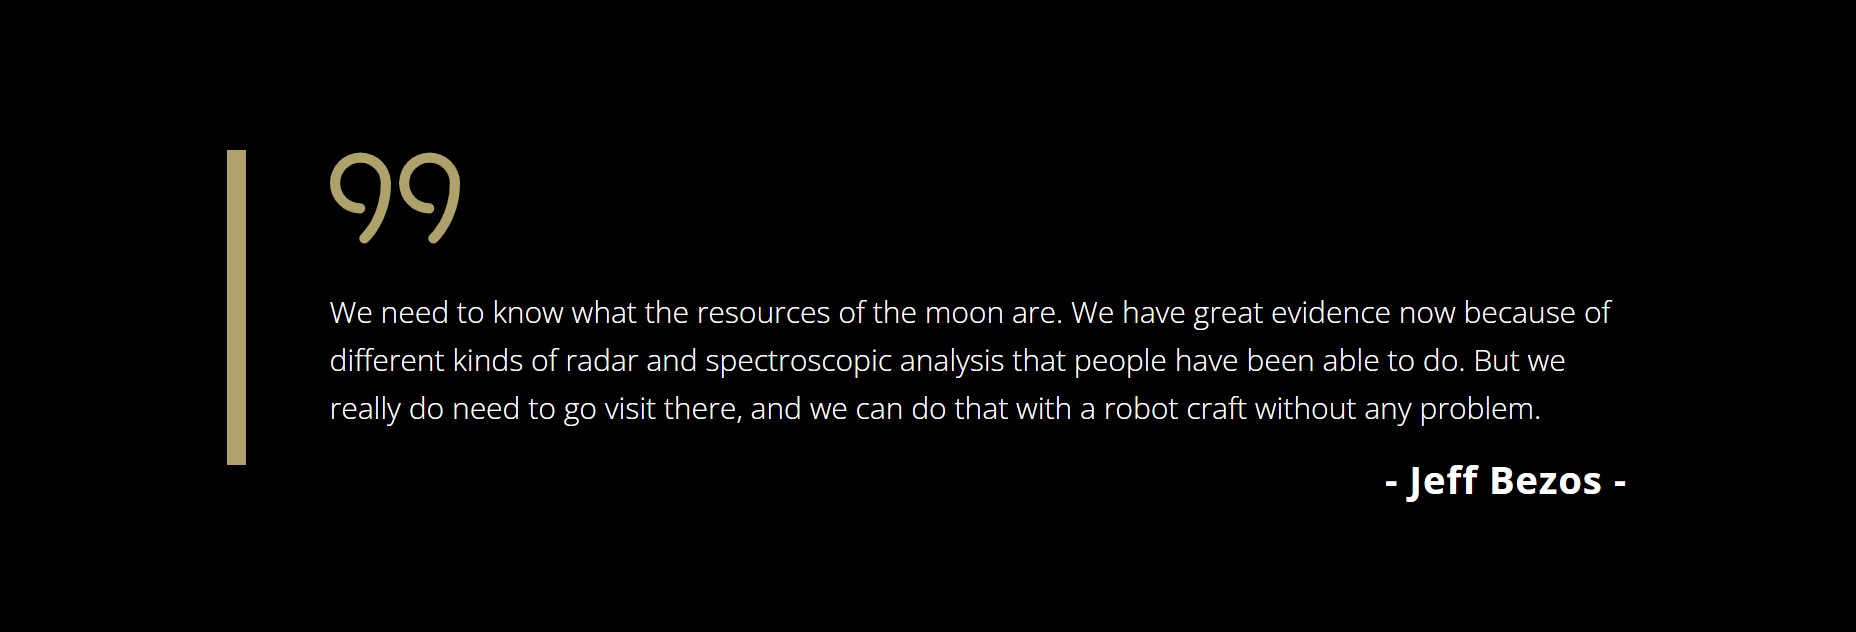 We need to know what the resources of the moon are. We have great evidence now because of
different kinds of radar and spectroscopic analysis that people have been able to do. But we
really do need to go visit there, and we can do that with a robot craft without any problem.
- Jeff Bezos -